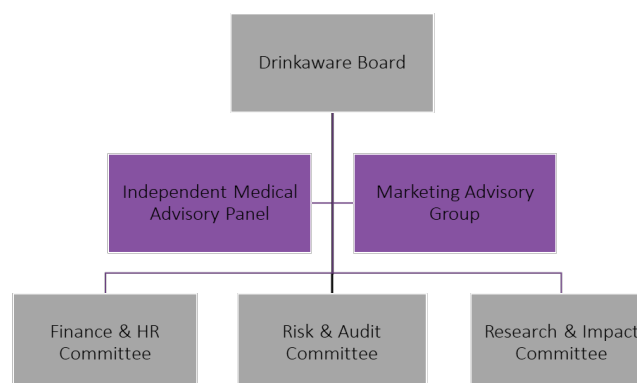 Drinkaware Board
Independent Medical
Advisory Panel
Marketing Advisory
Group
Finance & HR
Committee
Risk & Audit
Committee
Research & Impact
Committee